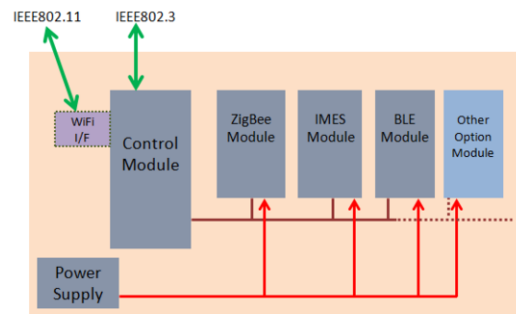 IEEE802.11
IEEE802.3
WiFi
I/F
Control
Module
ZigBee
Module
IMES
Module
BLE
Module
Other
Option
Module
Power
Supply